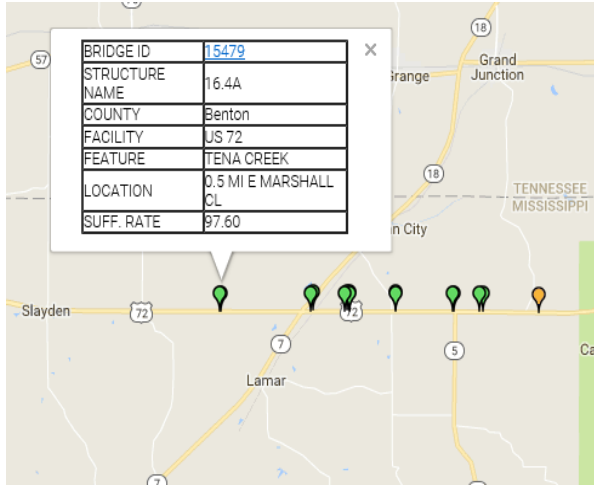 18
57
BRIDGE ID 15479
×
STRUCTURE
NAME
16.4A
COUNTY Benton
FACILITY US 72
FEATURE TENA CREEK
LOCATION
0.5 MI E MARSHALL
CL
SUFF. RATE 97.60
Grand
Junction
18
TENNESSEE
MISSISSIPPI
City
Slayden
72
72
7
5
Lamar
7